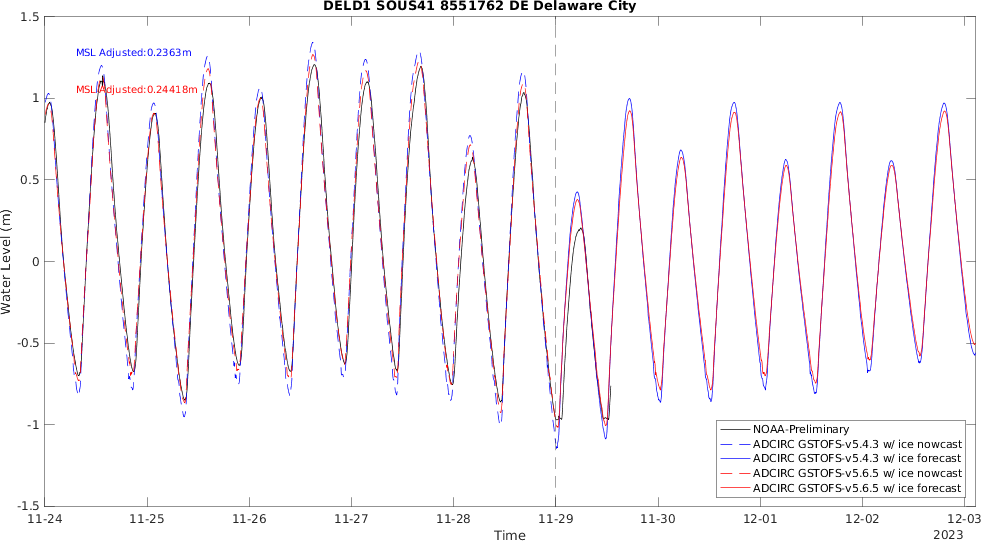 DELD1 SOUS41 8551762 DE Delaware City
MSL Adjusted:0.2363m
MSL Adjusted:0.24418m
Water Level (m)
1.5
1
0.5
0
-0.5
-1
-1.5
NOAA-Preliminary
ADCIRC GSTOFS-v5.4.3 w/ ice nowcast
ADCIRC GSTOFS-v5.4.3 w/ ice forecast
ADCIRC GSTOFS-v5.6.5 w/ ice nowcast
ADCIRC GSTOFS-v5.6.5 w/ ice forecast
11-24 11-25 11-26 11-27 11-28 11-29 11-30 12-01 12-02 12-03
Time
2023